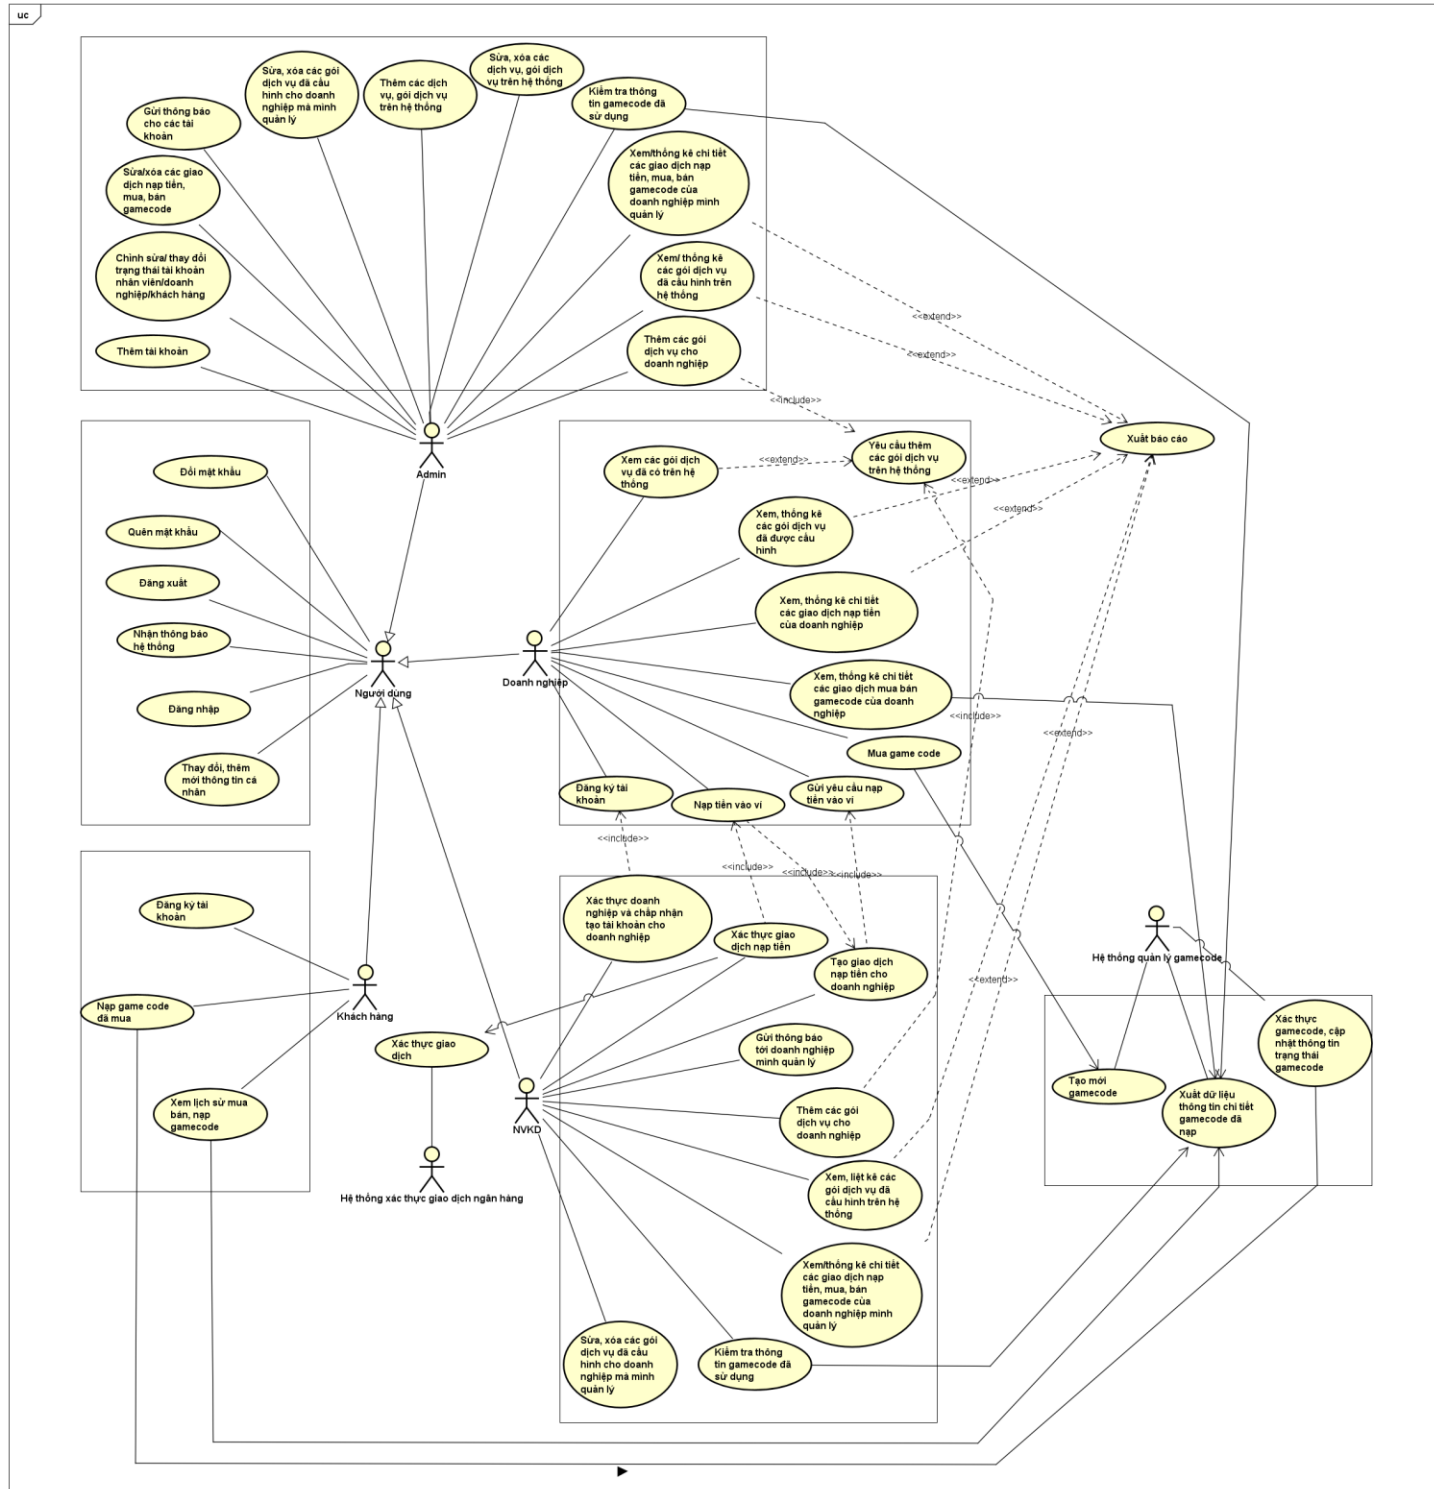 uc
Sửa, xóa các
dịch vụ, gói dịch
vụ trên hệ thống
Sửa, xóa các gói
dịch vụ đã cấu
hình cho doanh
nghiệp mà mình
quản lý
Thêm các dịch
vụ, gói dịch vụ
trên hệ thống
Kiểm tra thông
tin gamecode đã
sử dụng
Gửi thông báo
cho các tài
khoản
Xem/thống kê chi tiết
các giao dịch nạp
tiền, mua, bán
gamecode của
doanh nghiệp mình
quản lý
Sửa/xóa các giao
dịch nạp tiền,
mua, bán
gamecode
Chỉnh sửa/ thay đổi
trạng thái tài khoản
nhân viên/doanh
nghiệp/khách hàng
Xem/ thống kê
các gói dịch vụ
đã cấu hình trên
hệ thống
Thêm tài khoản
Thêm các gói
dịch vụ cho
doanh nghiệp
<<extend>>
<<extend>>
<<include>>
Admin
Xuất báo cáo
Yêu cầu thêm
các gói dịch vụ
trên hệ thống
Xem các gói dịch
vụ đã có trên hệ
thống
<<extend>>
<<extend>>
<<extend>>
Đổi mật khẩu
Quên mật khẩu
Đăng xuất
Nhận thông báo
hệ thống
Đăng nhập
Thay đổi, thêm
mới thông tin cá
nhân
Người dùng
Doanh nghiệp
Xem, thống kê
các gói dịch vụ
đã được cấu
hình
Xem, thống kê chi tiết
các giao dịch nạp tiền
của doanh nghiệp
Xem, thống kê chi tiết
các giao dịch mua bán
gamecode của doanh
nghiệp
<<include>>
<<extend>>
Mua game code
Đăng ký tài
khoản
Nạp tiền vào ví
Gửi yêu cầu nạp
tiền vào ví
<<include>>
<<include>>
<<include>>
<<include>>
Đăng ký tài
khoản
Nạp game code
đã mua
Xem lịch sử mua
bán, nạp
gamecode
Khách hàng
Xác thực doanh
nghiệp và chấp nhận
tạo tài khoản cho
doanh nghiệp
Xác thực giao
dịch nạp tiền
Tạo giao dịch
nạp tiền cho
doanh nghiệp
<<extend>>
Hệ thống quản lý gamecode
Xác thực giao
dịch
Gửi thông báo
tới doanh nghiệp
mình quản lý
Xác thực
gamecode, cập
nhật thông tin
trạng thái
gamecode
Tạo mới
gamecode
Xuất dữ liệu
thông tin chi tiết
gamecode đã
nạp
NVKD
Thêm các gói
dịch vụ cho
doanh nghiệp
Hệ thống xác thực giao dịch ngân hàng
Xem, liệt kê các
gói dịch vụ đã
cấu hình trên hệ
thống
Xem/thống kê chi tiết
các giao dịch nạp
tiền, mua, bán
gamecode của
doanh nghiệp mình
quản lý
Sửa, xóa các gói
dịch vụ đã cấu
hình cho doanh
nghiệp mà mình
quản lý
Kiểm tra thông
tin gamecode đã
sử dụng